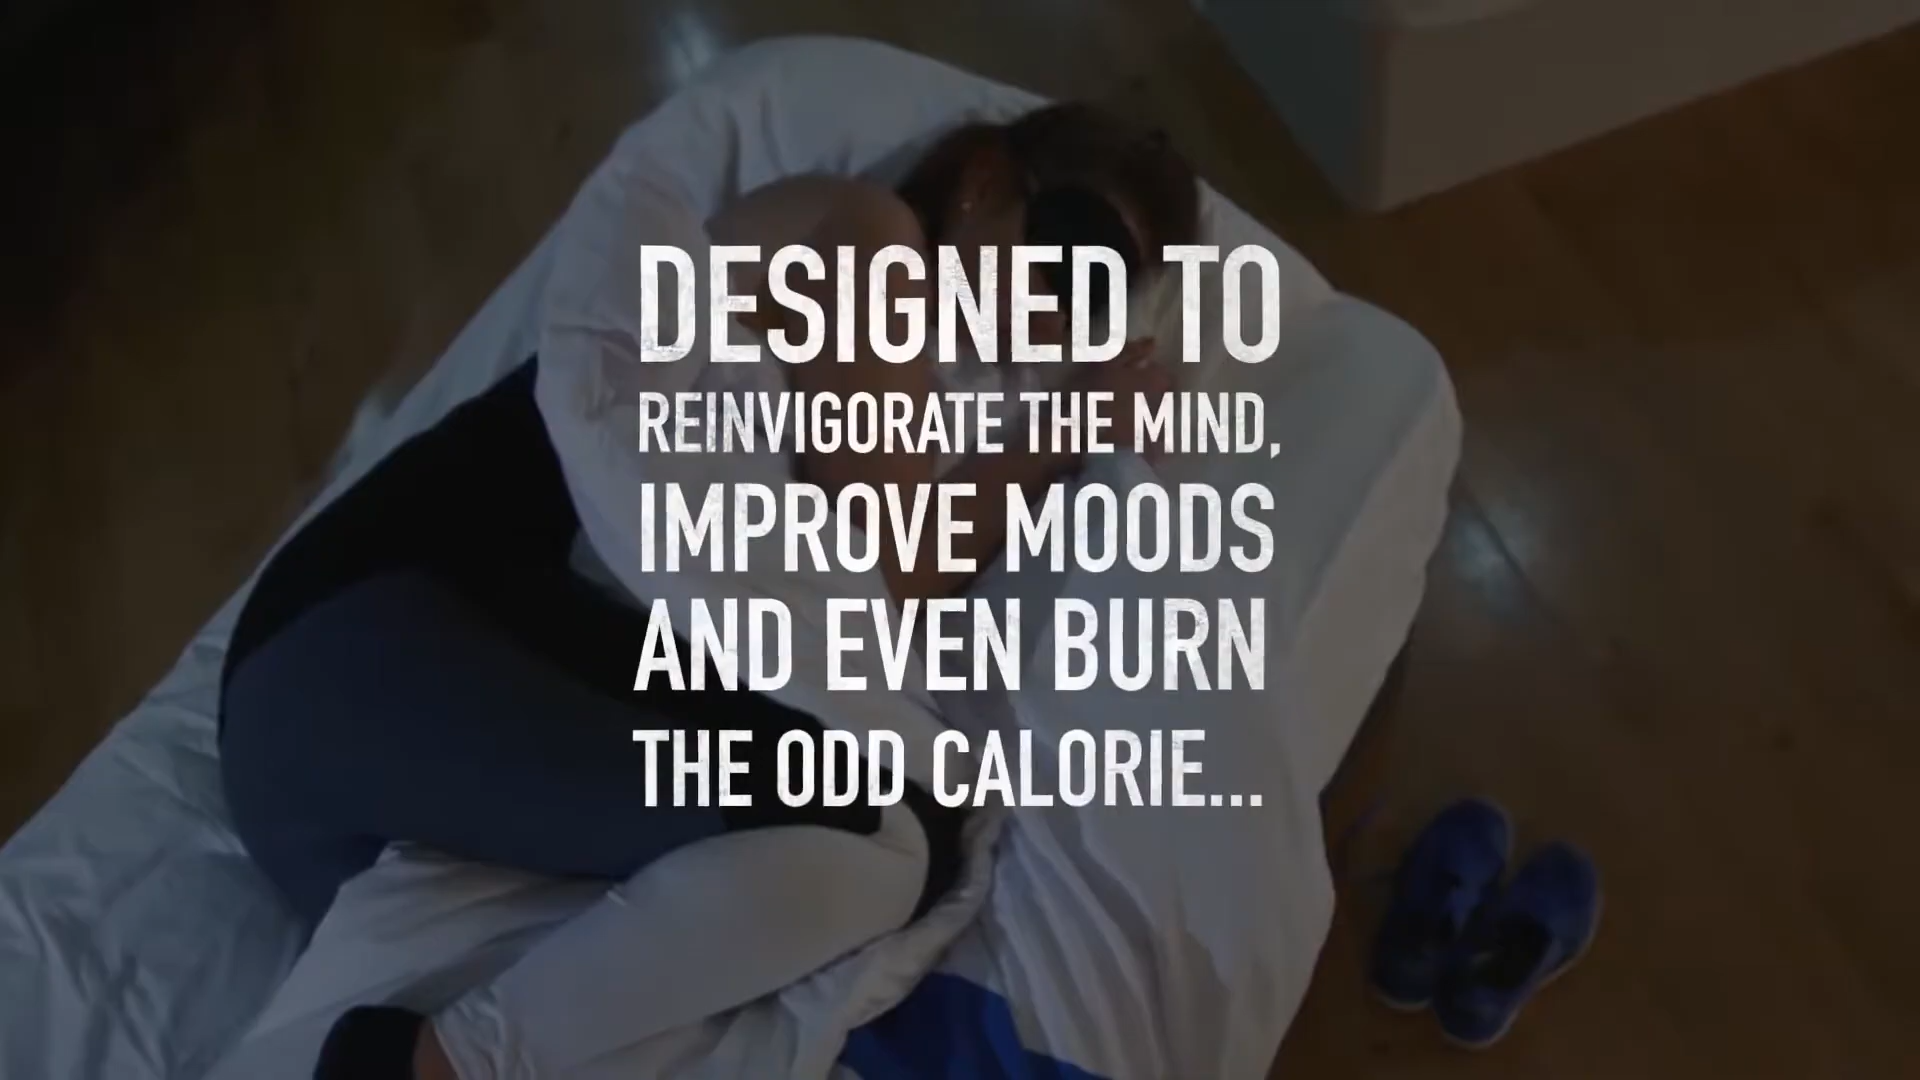 DESIGNED TO
REINVIGORATE THE MIND,
IMPROVE MOODS
AND EVEN BURN
THE ODD CALORIE...